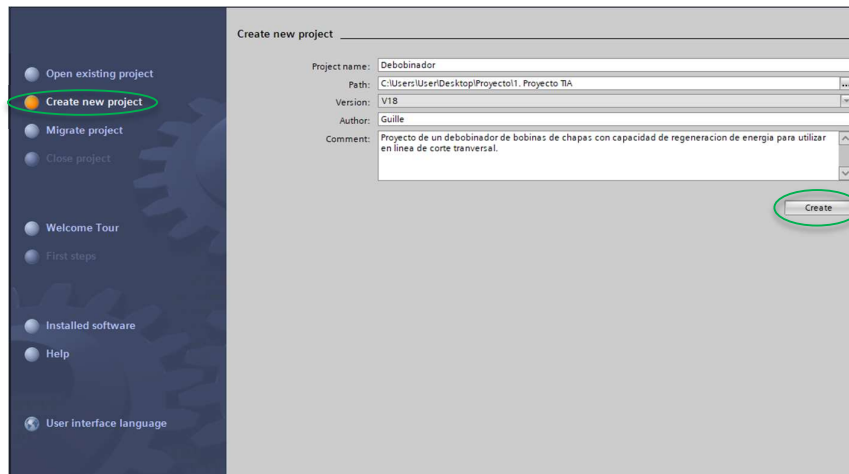 Open existing project
Create new project
Migrate project
Close project
Welcome Tour
First steps
Installed software
Help
User interface language
Create new project
Project name: Debobinador
Path: C:\Users\User\Desktop\Proyecto\1. Proyecto TIA
...
Version: V18
Author: Guille
Comment: Proyecto de un debobinador de bobinas de chapas con capacidad de regeneracion de energia para utilizar
en linea de corte tranversal.
Create